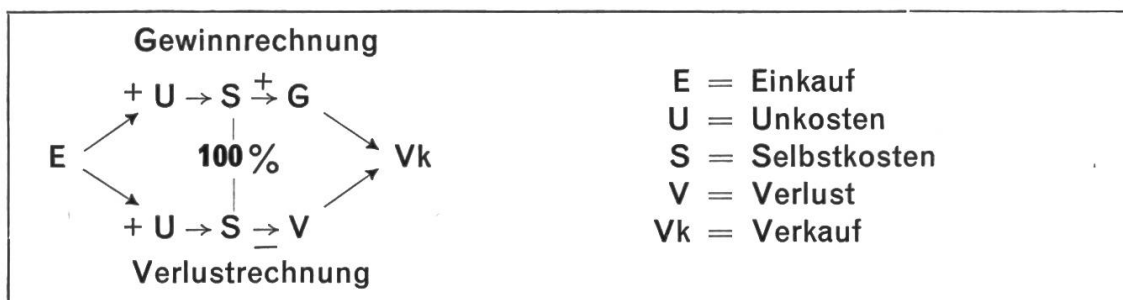 Gewinnrechnung
+ U → S + → G
E 100% Vk
+ U → S → − V
Verlustrechnung
E = Einkauf
U = Unkosten
S = Selbstkosten
V = Verlust
Vk = Verkauf